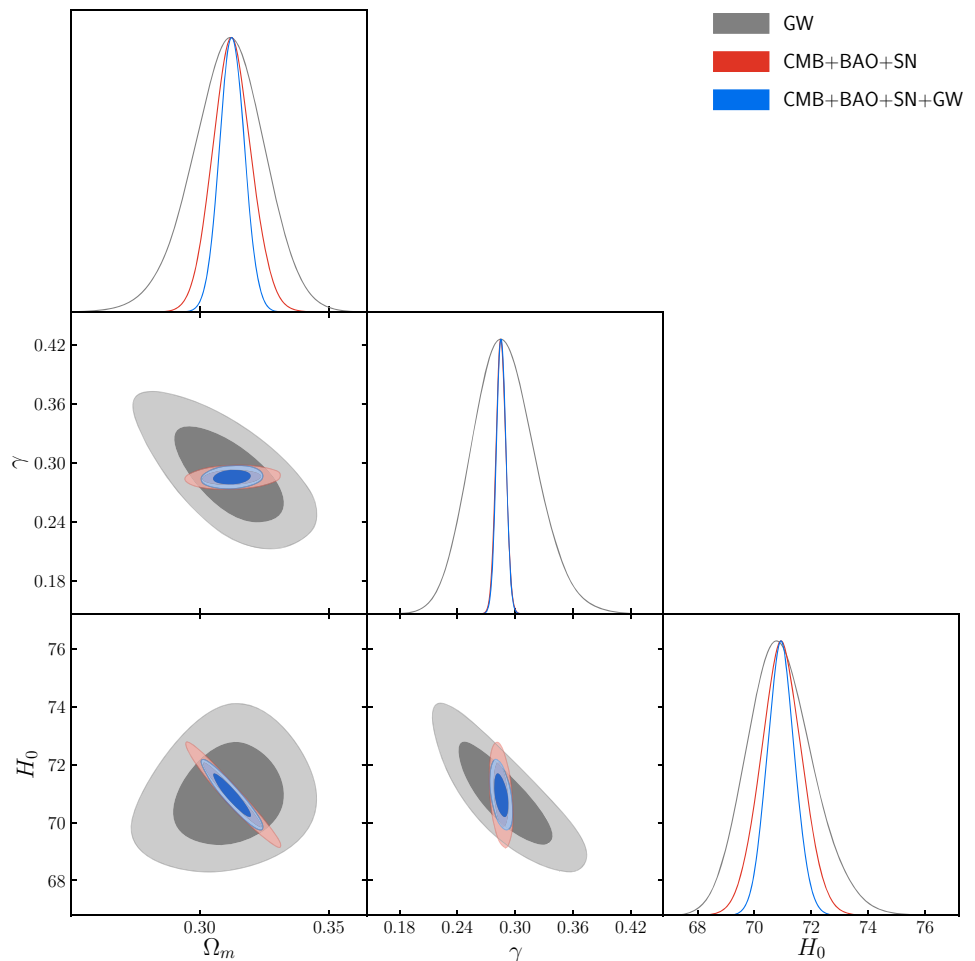 GW
CMB+BAO+SN
CMB+BAO+SN+GW
0.42
0.36
0.30
0.24
0.18
γ
76
74
72
70
68
H₀
0.30 0.35
Ωₘ
0.18 0.24 0.30 0.36 0.42
γ
68 70 72 74 76
H₀